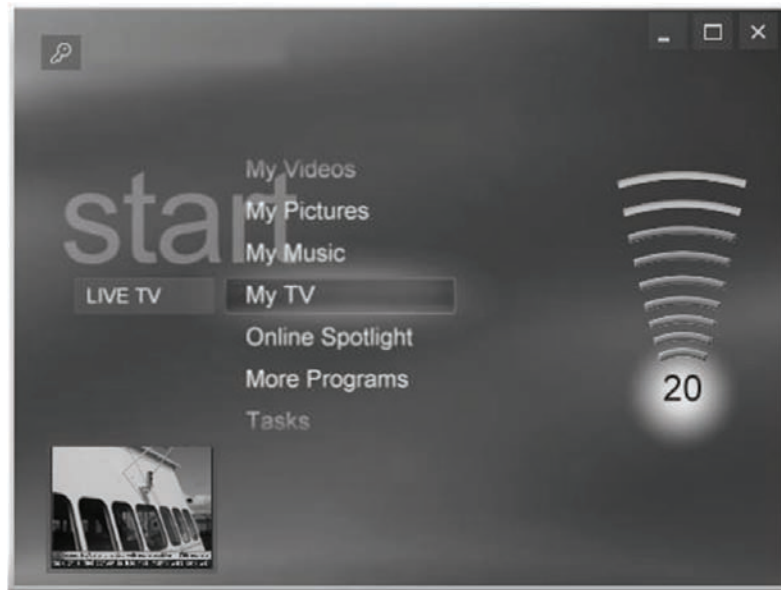 start
My Videos
My Pictures
My Music
LIVE TV
My TV
Online Spotlight
More Programs
Tasks
20